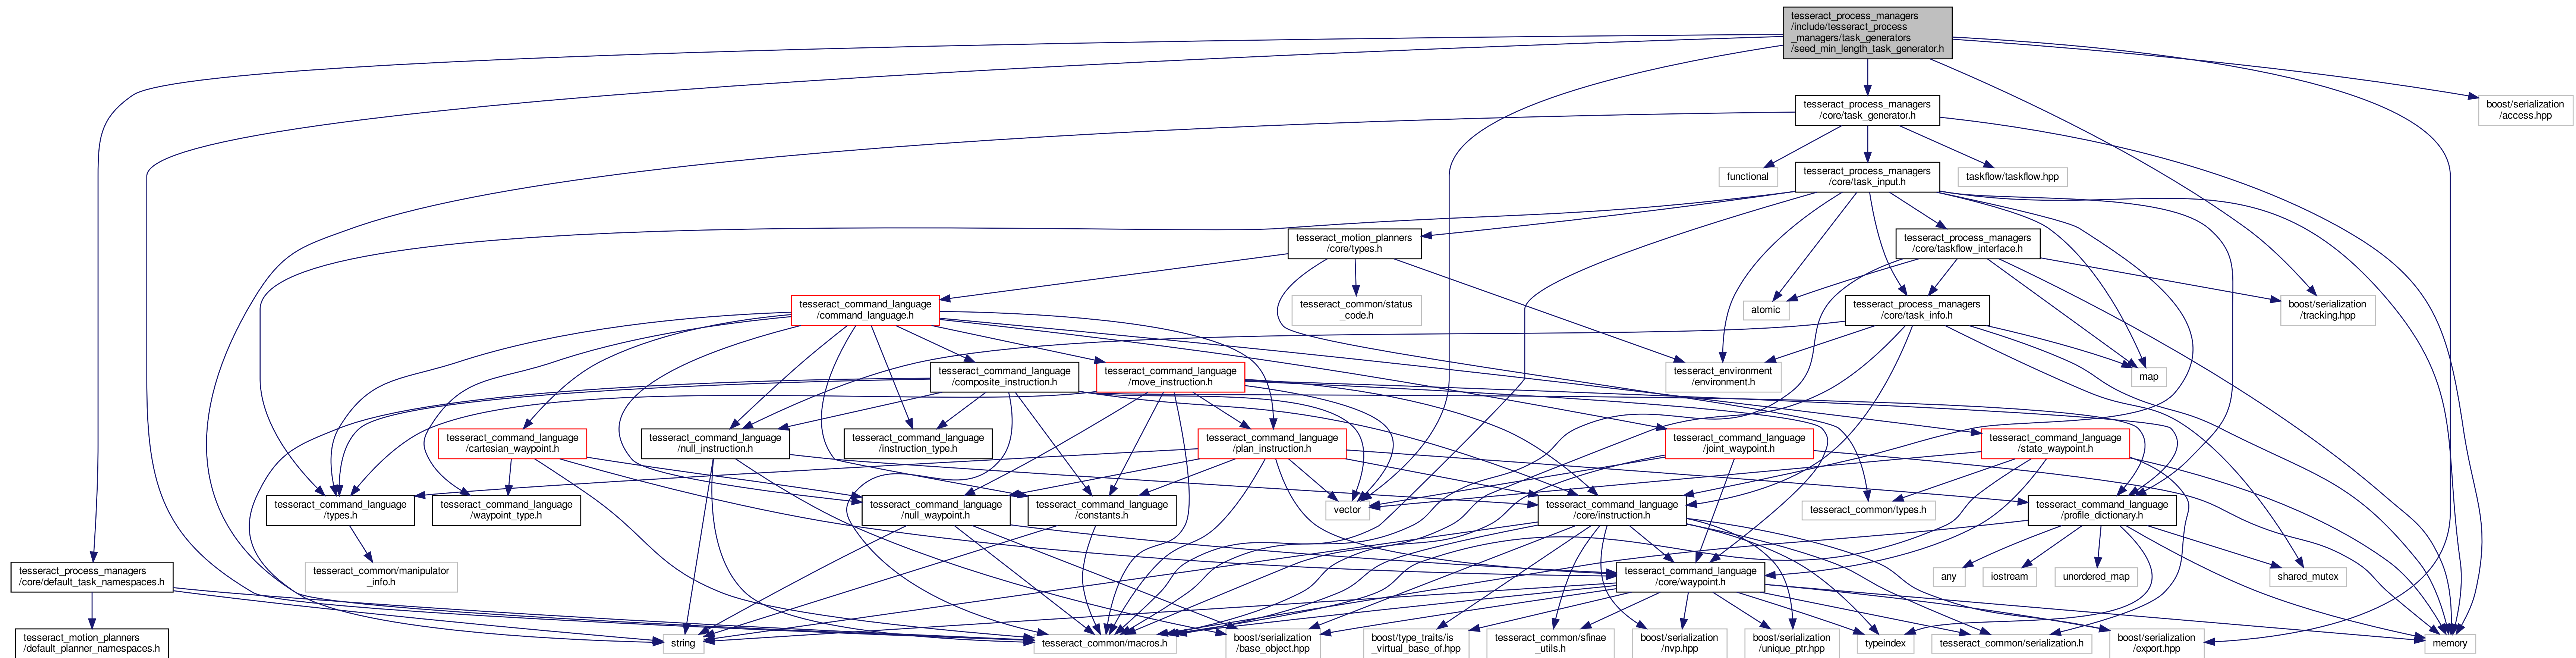 tesseract_process_managers
/include/tesseract_process
_managers/task_generators
/seed_min_length_task_generator.h
tesseract_process_managers
/core/task_generator.h
boost/serialization
/access.hpp
functional
tesseract_process_managers
/core/task_input.h
taskflow/taskflow.hpp
tesseract_motion_planners
/core/types.h
tesseract_process_managers
/core/taskflow_interface.h
tesseract_command_language
/command_language.h
tesseract_common/status
_code.h
atomic
tesseract_process_managers
/core/task_info.h
boost/serialization
/tracking.hpp
tesseract_command_language
/composite_instruction.h
tesseract_command_language
/move_instruction.h
tesseract_environment
/environment.h
map
tesseract_command_language
/cartesian_waypoint.h
tesseract_command_language
/null_instruction.h
tesseract_command_language
/instruction_type.h
tesseract_command_language
/plan_instruction.h
tesseract_command_language
/joint_waypoint.h
tesseract_command_language
/state_waypoint.h
tesseract_command_language
/types.h
tesseract_command_language
/waypoint_type.h
tesseract_command_language
/null_waypoint.h
tesseract_command_language
/constants.h
vector
tesseract_command_language
/core/instruction.h
tesseract_common/types.h
tesseract_command_language
/profile_dictionary.h
tesseract_process_managers
/core/default_task_namespaces.h
tesseract_common/manipulator
_info.h
tesseract_command_language
/core/waypoint.h
any
iostream
unordered_map
shared_mutex
tesseract_motion_planners
/default_planner_namespaces.h
string
tesseract_common/macros.h
boost/serialization
/base_object.hpp
boost/type_traits/is
_virtual_base_of.hpp
tesseract_common/sfinae
_utils.h
boost/serialization
/nvp.hpp
boost/serialization
/unique_ptr.hpp
typeindex
tesseract_common/serialization.h
boost/serialization
/export.hpp
memory